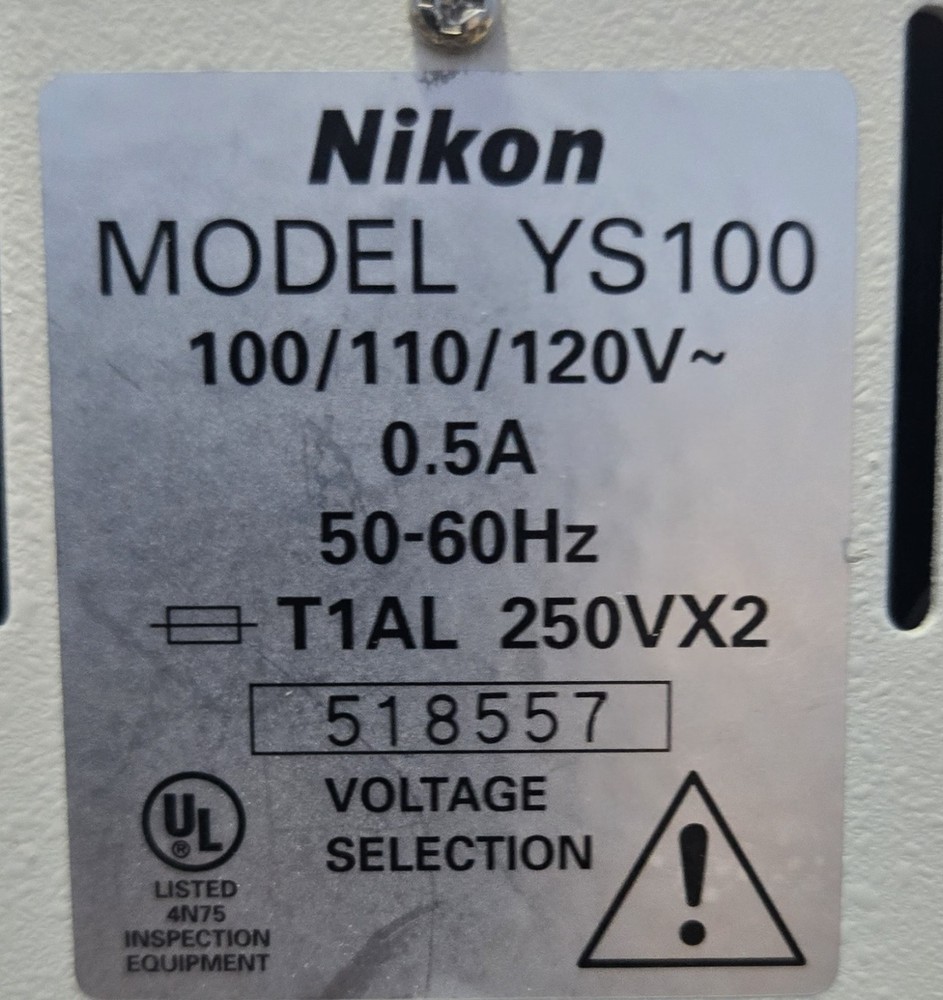 Nikon
MODEL YS100
100/110/120V~
0.5A
50-60Hz
T1AL 250VX2
518557
VOLTAGE
SELECTION
UL
®
LISTED
4N75
INSPECTION
EQUIPMENT
!